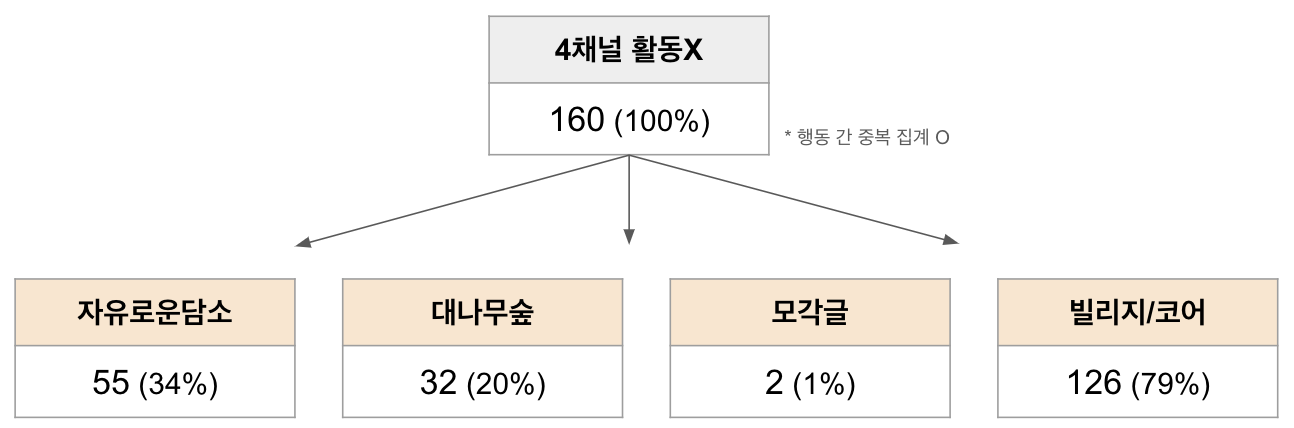 4채널 활동X
160 (100%)
* 행동 간 중복 집계 O
자유로운담소
55 (34%)
대나무숲
32 (20%)
모각글
2 (1%)
빌리지/코어
126 (79%)